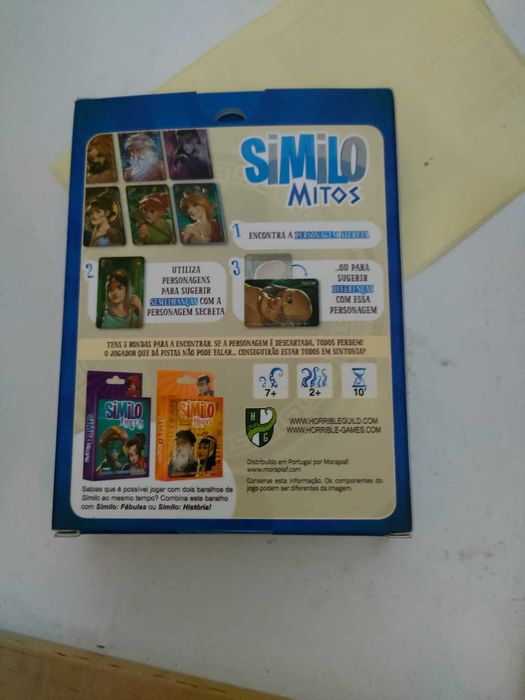 SiMiLO
MiTOS
1 ENCONTRA A PERSONAGEM SECRETA
2
UTILIZA
PERSONAGENS
PARA SUGERIR
SEMELHANÇAS COM A
PERSONAGEM SECRETA
3
...OU PARA
SUGERIR
DIFERENÇAS
COM ESSA
PERSONAGEM
TENS 5 RONDAS PARA A ENCONTRAR. SE A PERSONAGEM É DESCARTADA, TODOS PERDEM!
O JOGADOR QUE DÁ PISTAS NÃO PODE FALAR... CONSEGUIRÃO ESTAR TODOS EM SINTONIA?
SiMiLO
SiMiLO
7+ 2+ 10'
H G
WWW.HORRIBLEGUILD.COM
WWW.HORRIBLE-GAMES.COM
Distribuído em Portugal por Morapiaf.
www.morapiaf.com
Conserve esta informação. Os componentes do
jogo podem ser diferentes da imagem.
Sabias que é possível jogar com dois baralhos de
Similo ao mesmo tempo? Combina este baralho
com Similo: Fábulas ou Similo: História!